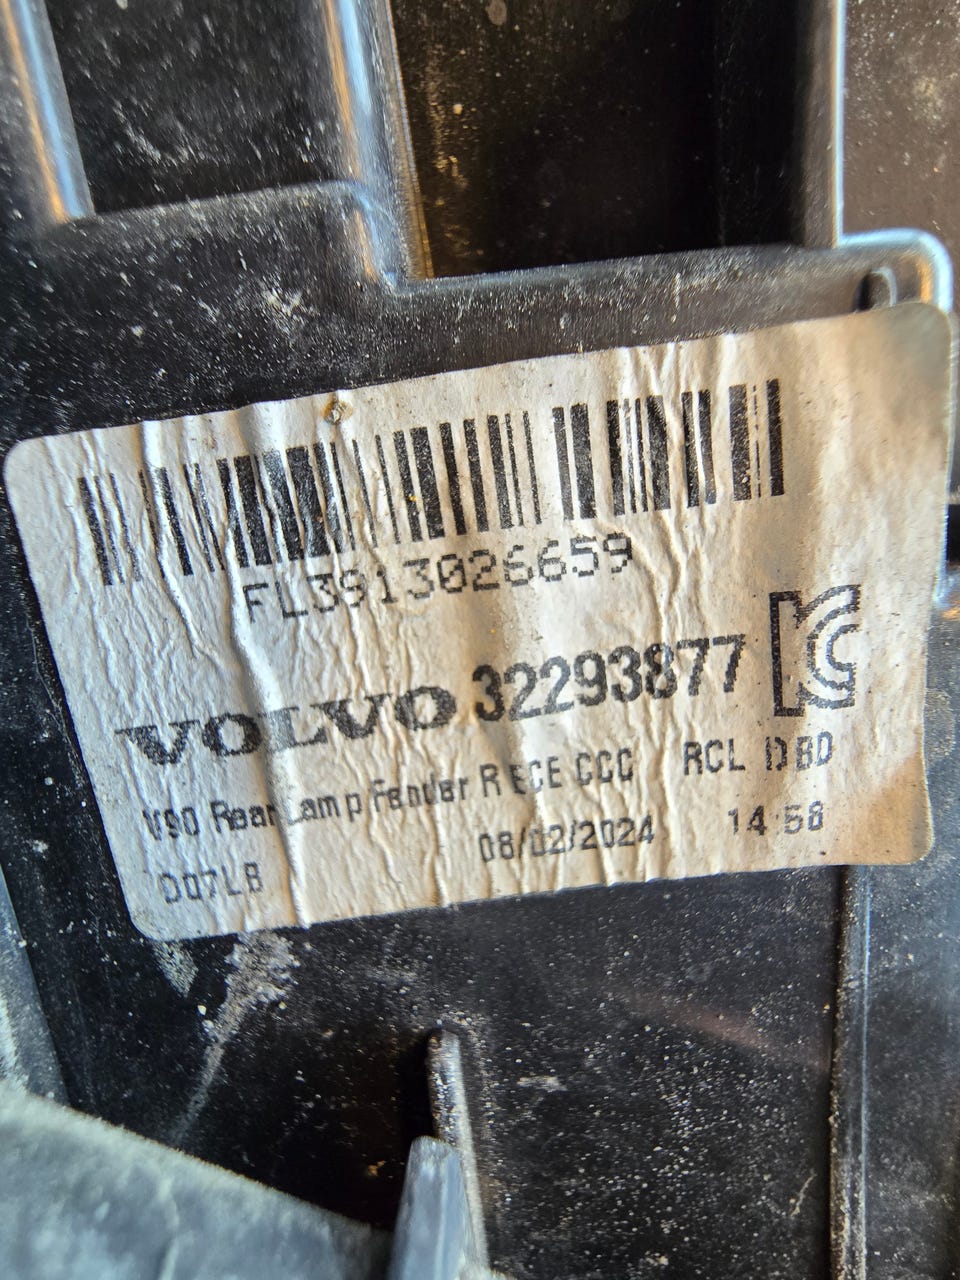 FL3913026659
VOLVO 32293877
V90 Rear Lamp Fender R ECE CCC RCL
08/02/2024 14:58
D07LB